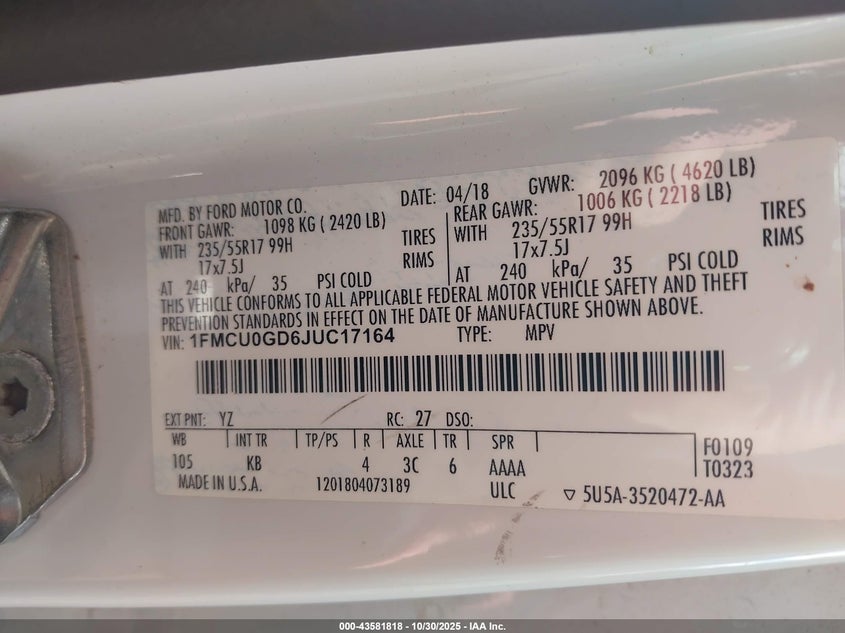 MFD. BY FORD MOTOR CO. DATE: 04/18 GVWR: 2096 KG ( 4620 LB)
FRONT GAWR: 1098 KG ( 2420 LB) REAR GAWR: 1006 KG ( 2218 LB)
WITH 235/55R17 99H TIRES WITH 235/55R17 99H TIRES
17x7.5J RIMS 17x7.5J RIMS
AT 240 kPa/ 35 PSI COLD AT 240 kPa/ 35 PSI COLD
THIS VEHICLE CONFORMS TO ALL APPLICABLE FEDERAL MOTOR VEHICLE SAFETY AND THEFT
PREVENTION STANDARDS IN EFFECT ON THE DATE OF MANUFACTURE SHOWN ABOVE.
VIN: 1FMCU0GD6JUC17164 TYPE: MPV
EXT PNT: YZ RC: 27 DSO:
WB INT TR TP/PS R AXLE TR SPR F0109
105 KB 4 3C 6 AAAA T0323
MADE IN U.S.A. 1201804073189 ULC ▽ 5U5A-3520472-AA
000-43581818 - 10/30/2025 - IAA Inc.